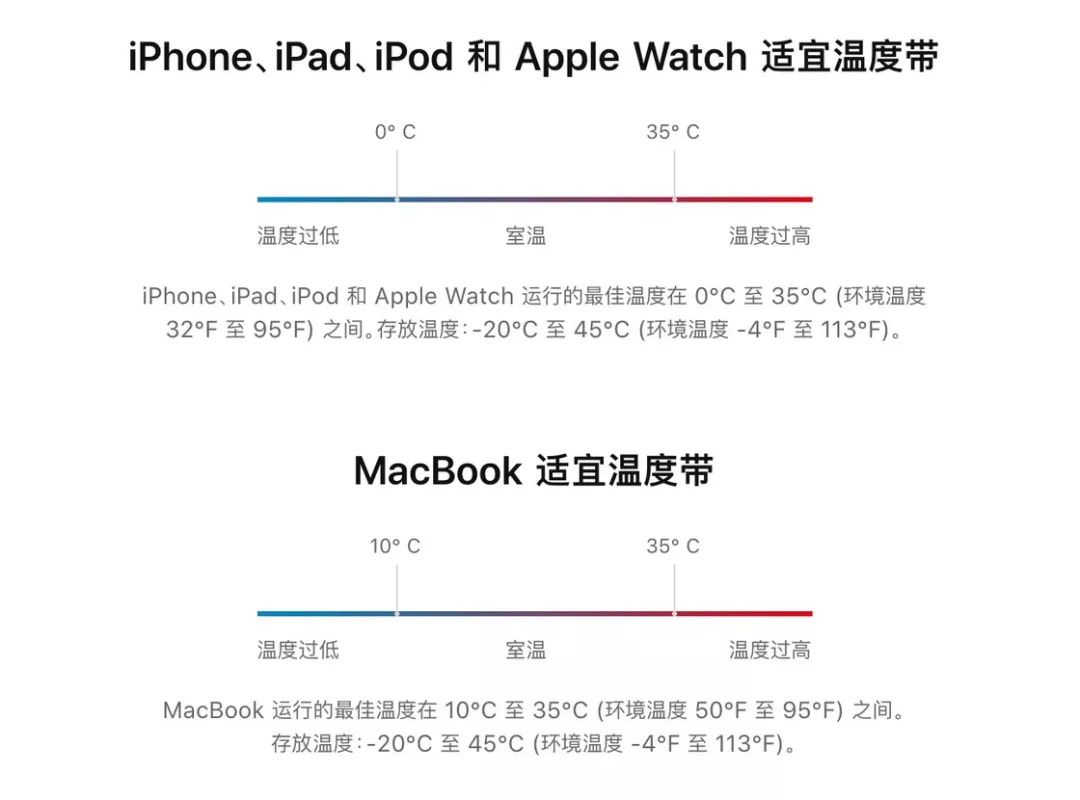 iPhone、iPad、iPod 和 Apple Watch 适宜温度带
0° C
35° C
温度过低
室温
温度过高
iPhone、iPad、iPod 和 Apple Watch 运行的最佳温度在 0°C 至 35°C (环境温度
32°F 至 95°F) 之间。存放温度：-20°C 至 45°C (环境温度 -4°F 至 113°F)。
MacBook 适宜温度带
10° C
35° C
温度过低
室温
温度过高
MacBook 运行的最佳温度在 10°C 至 35°C (环境温度 50°F 至 95°F) 之间。
存放温度：-20°C 至 45°C (环境温度 -4°F 至 113°F)。